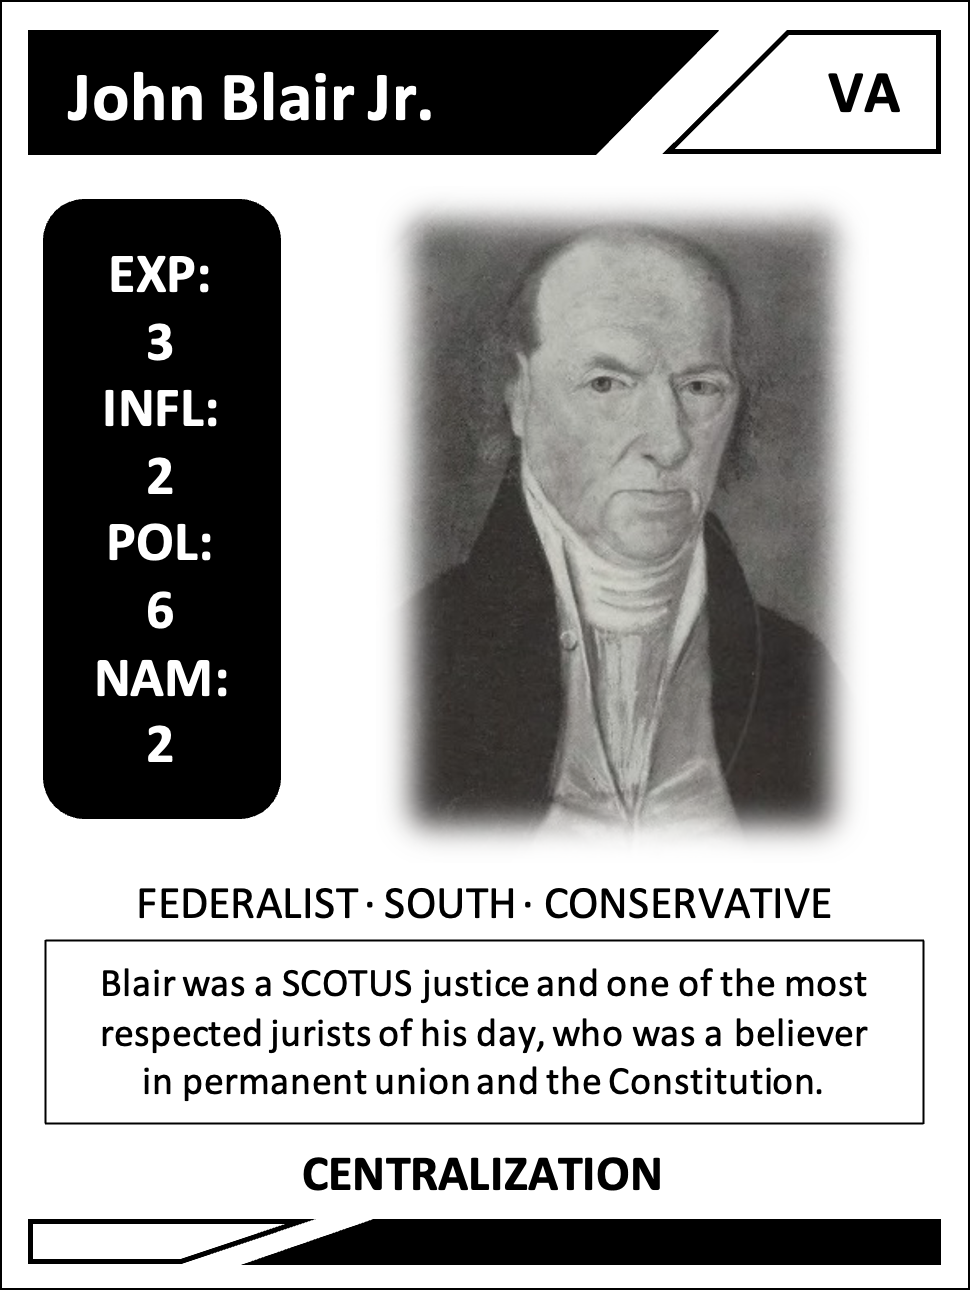 John Blair Jr.
VA
EXP:
3
INFL:
2
POL:
6
NAM:
2
FEDERALIST · SOUTH · CONSERVATIVE
Blair was a SCOTUS justice and one of the most
respected jurists of his day, who was a believer
in permanent union and the Constitution.
CENTRALIZATION